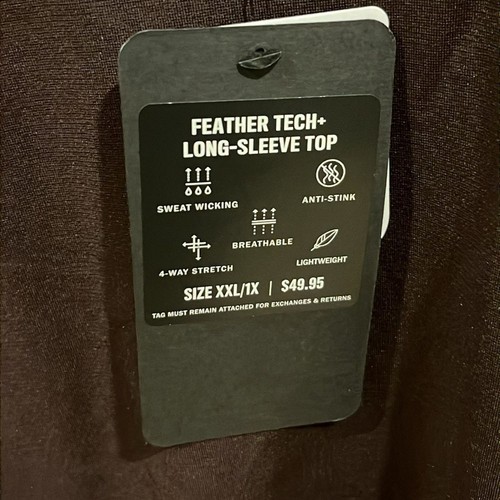 FEATHER TECH+
LONG-SLEEVE TOP
SWEAT WICKING
ANTI-STINK
BREATHABLE
4-WAY STRETCH
LIGHTWEIGHT
SIZE XXL/1X | $49.95
TAG MUST REMAIN ATTACHED FOR EXCHANGES & RETURNS